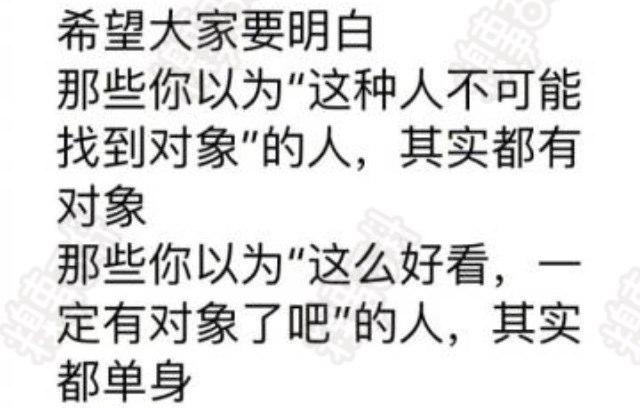 希望大家要明白
那些你以为“这种人不可能
找到对象”的人，其实都有
对象
那些你以为“这么好看，一
定有对象了吧”的人，其实
都单身